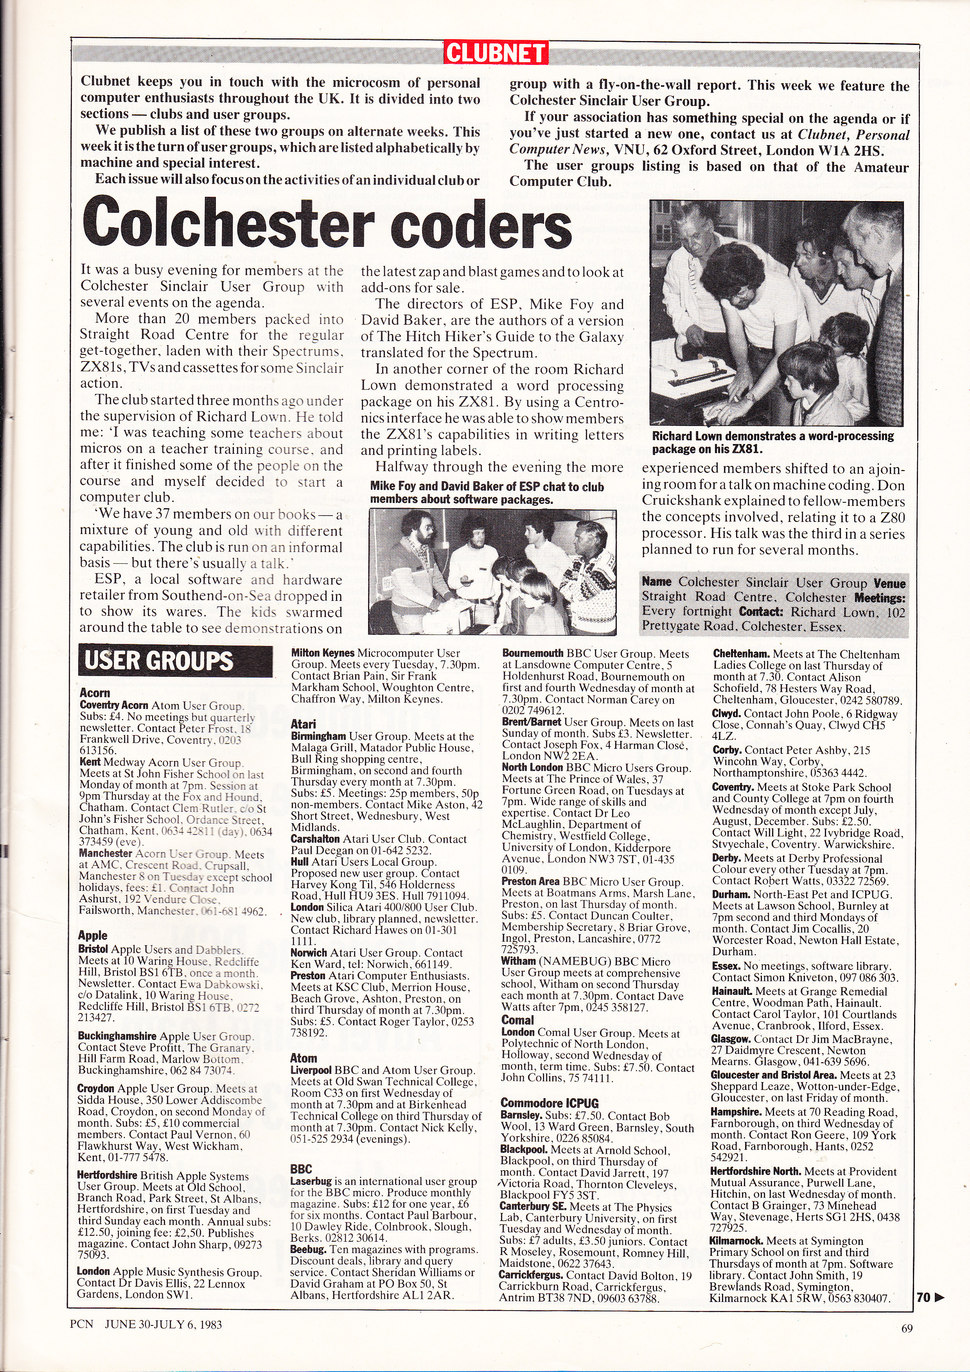 CLUBNET
Clubnet keeps you in touch with the microcosm of personal
computer enthusiasts throughout the UK. It is divided into two
sections — clubs and user groups.
We publish a list of these two groups on alternate weeks. This
week it is the turn of user groups, which are listed alphabetically by
machine and special interest.
Each issue will also focus on the activities of an individual club or
group with a fly-on-the-wall report. This week we feature the
Colchester Sinclair User Group.
If your association has something special on the agenda or if
you've just started a new one, contact us at Clubnet, Personal
Computer News, VNU, 62 Oxford Street, London W1A 2HS.
The user groups listing is based on that of the Amateur
Computer Club.
Colchester coders
It was a busy evening for members at the
Colchester Sinclair User Group with
several events on the agenda.
More than 20 members packed into
Straight Road Centre for the regular
get-together, laden with their Spectrums,
ZX81s, TVs and cassettes for some Sinclair
action.
The club started three months ago under
the supervision of Richard Lown. He told
me: 'I was teaching some teachers about
micros on a teacher training course, and
after it finished some of the people on the
course and myself decided to start a
computer club.
'We have 37 members on our books — a
mixture of young and old with different
capabilities. The club is run on an informal
basis — but there's usually a talk.'
ESP, a local software and hardware
retailer from Southend-on-Sea dropped in
to show its wares. The kids swarmed
around the table to see demonstrations on
the latest zap and blast games and to look at
add-ons for sale.
The directors of ESP, Mike Foy and
David Baker, are the authors of a version
of The Hitch Hiker's Guide to the Galaxy
translated for the Spectrum.
In another corner of the room Richard
Lown demonstrated a word processing
package on his ZX81. By using a Centro-
nics interface he was able to show members
the ZX81's capabilities in writing letters
and printing labels.
Halfway through the evening the more
Mike Foy and David Baker of ESP chat to club
members about software packages.
Richard Lown demonstrates a word-processing
package on his ZX81.
experienced members shifted to an ajoin-
ing room for a talk on machine coding. Don
Cruickshank explained to fellow-members
the concepts involved, relating it to a Z80
processor. His talk was the third in a series
planned to run for several months.
Name Colchester Sinclair User Group Venue
Straight Road Centre, Colchester Meetings:
Every fortnight Contact: Richard Lown, 102
Prettygate Road, Colchester, Essex.
USER GROUPS
Acorn
Coventry Acorn Atom User Group.
Subs: £4. No meetings but quarterly
newsletter. Contact Peter Frost, 18
Frankwell Drive, Coventry, 0203
613156.
Kent Medway Acorn User Group.
Meets at St John Fisher School on last
Monday of month at 7pm. Session at
9pm Thursday at the Fox and Hound,
Chatham. Contact Clem Rutler, c/o St
John's Fisher School, Ordance Street,
Chatham, Kent. 0634 42811 (day), 0634
373459 (eve).
Manchester Acorn User Group. Meets
at AMC, Crescent Road, Crupsall,
Manchester 8 on Tuesday except school
holidays, fees: £1. Contact John
Ashurst, 192 Vendure Close,
Failsworth, Manchester, 061-681 4962.
Apple
Bristol Apple Users and Dabblers.
Meets at 10 Waring House, Redcliffe
Hill, Bristol BS1 6TB, once a month.
Newsletter. Contact Ewa Dabkowski,
c/o Datalink, 10 Waring House,
Redcliffe Hill, Bristol BS1 6TB, 0272
213427.
Buckinghamshire Apple User Group.
Contact Steve Proffitt, The Granary,
Hill Farm Road, Marlow Bottom,
Buckinghamshire, 062 84 73074.
Croydon Apple User Group. Meets at
Sidda House, 350 Lower Addiscombe
Road, Croydon, on second Monday of
month. Subs: £5, £10 commercial
members. Contact Paul Vernon, 60
Flawkhurst Way, West Wickham,
Kent, 01-777 5478.
Hertfordshire British Apple Systems
User Group. Meets at Old School,
Branch Road, Park Street, St Albans,
Hertfordshire, on first Tuesday and
third Sunday each month. Annual subs:
£12.50, joining fee: £2,50. Publishes
magazine. Contact John Sharp, 09273
75093.
London Apple Music Synthesis Group.
Contact Dr Davis Ellis, 22 Lennox
Gardens, London SW1.
Milton Keynes Microcomputer User
Group. Meets every Tuesday, 7.30pm.
Contact Brian Pain, Sir Frank
Markham School, Woughton Centre,
Chaffron Way, Milton Keynes.
Atari
Birmingham User Group. Meets at the
Malaga Grill, Matador Public House,
Bull Ring shopping centre,
Birmingham, on second and fourth
Thursday every month at 7.30pm.
Subs: £5. Meetings: 25p members, 50p
non-members. Contact Mike Aston, 42
Short Street, Wednesbury, West
Midlands.
Carshalton Atari User Club. Contact
Paul Deegan on 01-642 5232.
Hull Atari Users Local Group.
Proposed new user group. Contact
Harvey Kong Til, 546 Holderness
Road, Hull HU9 3ES. Hull 7911094.
London Silica Atari 400/800 User Club.
New club, library planned, newsletter.
Contact Richard Hawes on 01-301
1111.
Norwich Atari User Group. Contact
Ken Ward, tel: Norwich, 661149.
Preston Atari Computer Enthusiasts.
Meets at KSC Club, Merrion House,
Beach Grove, Ashton, Preston, on
third Thursday of month at 7.30pm.
Subs: £5. Contact Roger Taylor, 0253
738192.
Atom
Liverpool BBC and Atom User Group.
Meets at Old Swan Technical College,
Room C33 on first Wednesday of
month at 7.30pm and at Birkenhead
Technical College on third Thursday of
month at 7.30pm. Contact Nick Kelly,
051-525 2934 (evenings).
BBC
Laserbug is an international user group
for the BBC micro. Produce monthly
magazine. Subs: £12 for one year, £6
for six months. Contact Paul Barbour,
10 Dawley Ride, Colnbrook, Slough,
Berks. 02812 30614.
Beebug. Ten magazines with programs.
Discount deals, library and query
service. Contact Sheridan Williams or
David Graham at PO Box 50, St
Albans, Hertfordshire AL1 2AR.
Bournemouth BBC User Group. Meets
at Lansdowne Computer Centre, 5
Holdenhurst Road, Bournemouth on
first and fourth Wednesday of month at
7.30pm. Contact Norman Carey on
0202 749612.
Brent/Barnet User Group. Meets on last
Sunday of month. Subs £3. Newsletter.
Contact Joseph Fox, 4 Harman Close,
London NW2 2EA.
North London BBC Micro Users Group.
Meets at The Prince of Wales, 37
Fortune Green Road, on Tuesdays at
7pm. Wide range of skills and
expertise. Contact Dr Leo
McLaughlin, Department of
Chemistry, Westfield College,
University of London, Kidderpore
Avenue, London NW3 7ST, 01-435
0109.
Preston Area BBC Micro User Group.
Meets at Boatmans Arms, Marsh Lane,
Preston, on last Thursday of month.
Subs: £5. Contact Duncan Coulter,
Membership Secretary, 8 Briar Grove,
Ingol, Preston, Lancashire, 0772
725793.
Witham (NAMEBUG) BBC Micro
User Group meets at comprehensive
school, Witham on second Thursday
each month at 7.30pm. Contact Dave
Watts after 7pm, 0245 358127.
Comal
London Comal User Group. Meets at
Polytechnic of North London,
Holloway, second Wednesday of
month, term time. Subs: £7.50. Contact
John Collins, 75 74111.
Commodore ICPUG
Barnsley. Subs: £7.50. Contact Bob
Wool, 13 Ward Green, Barnsley, South
Yorkshire, 0226 85084.
Blackpool. Meets at Arnold School,
Blackpool, on third Thursday of
month. Contact David Jarrett, 197
Victoria Road, Thornton Cleveleys,
Blackpool FY5 3ST.
Canterbury SE. Meets at The Physics
Lab, Canterbury University, on first
Tuesday and Wednesday of month.
Subs: £7 adults, £3.50 juniors. Contact
R Moseley, Rosemount, Romney Hill,
Maidstone, 0622 37643.
Carrickfergus. Contact David Bolton, 19
Carrickburn Road, Carrickfergus,
Antrim BT38 7ND, 09603 63788.
Cheltenham. Meets at The Cheltenham
Ladies College on last Thursday of
month at 7.30. Contact Alison
Schofield, 78 Hesters Way Road,
Cheltenham, Gloucester, 0242 580789.
Clwyd. Contact John Poole, 6 Ridgway
Close, Connah's Quay, Clwyd CH5
4LZ.
Corby. Contact Peter Ashby, 215
Wincohn Way, Corby,
Northamptonshire, 05363 4442.
Coventry. Meets at Stoke Park School
and County College at 7pm on fourth
Wednesday of month except July,
August, December. Subs: £2.50.
Contact Will Light, 22 Ivybridge Road,
Styvechale, Coventry. Warwickshire.
Derby. Meets at Derby Professional
Colour every other Tuesday at 7pm.
Contact Robert Watts, 03322 72569.
Durham. North-East Pet and ICPUG.
Meets at Lawson School, Burnley at
7pm second and third Mondays of
month. Contact Jim Cocallis, 20
Worcester Road, Newton Hall Estate,
Durham.
Essex. No meetings, software library.
Contact Simon Kniveton, 097 086 303.
Hainault. Meets at Grange Remedial
Centre, Woodman Path, Hainault.
Contact Carol Taylor, 101 Courtlands
Avenue, Cranbrook, Ilford, Essex.
Glasgow. Contact Dr Jim MacBrayne,
27 Daidmyre Crescent, Newton
Mearns. Glasgow, 041-639 5696.
Gloucester and Bristol Area. Meets at 23
Sheppard Leaze, Wotton-under-Edge,
Gloucester, on last Friday of month.
Hampshire. Meets at 70 Reading Road,
Farnborough, on third Wednesday of
month. Contact Ron Geere, 109 York
Road, Farnborough, Hants, 0252
542921.
Hertfordshire North. Meets at Provident
Mutual Assurance, Purwell Lane,
Hitchin, on last Wednesday of month.
Contact B Grainger, 73 Minehead
Way, Stevenage, Herts SG1 2HS, 0438
727925.
Kilmarnock. Meets at Symington
Primary School on first and third
Thursdays of month at 7pm. Software
library. Contact John Smith, 19
Brewlands Road, Symington,
Kilmarnock KA1 5RW, 0563 830407.
70
PCN JUNE 30-JULY 6, 1983
69